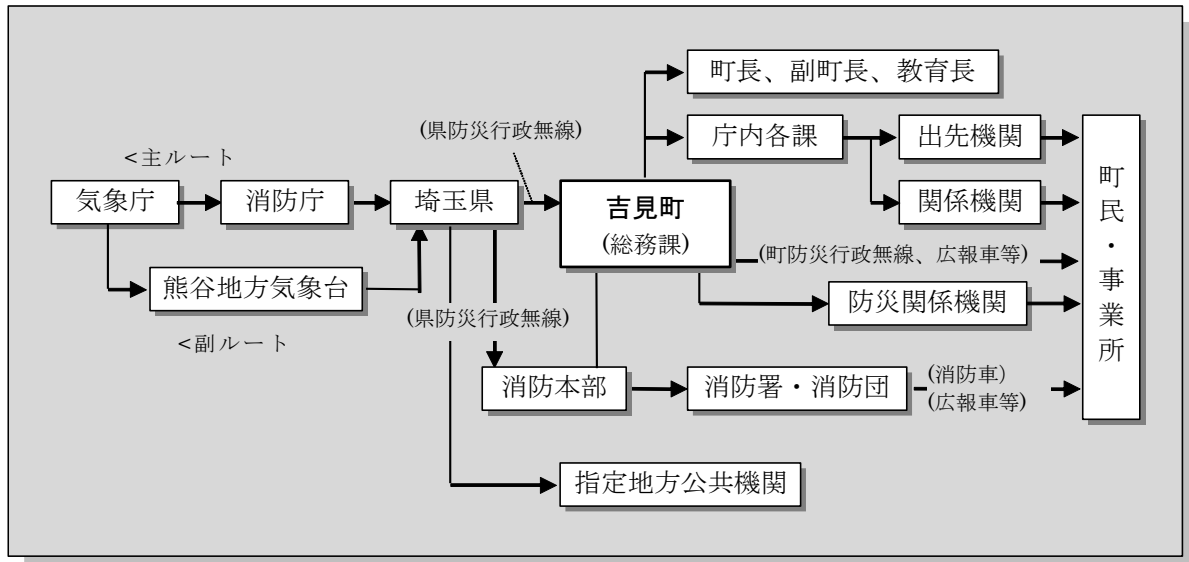 町長、副町長、教育長
(県防災行政無線)
庁内各課
出先機関
<主ルート
気象庁
消防庁
埼玉県
吉見町
(総務課)
関係機関
町民・事業所
(町防災行政無線、広報車等)
熊谷地方気象台
防災関係機関
(県防災行政無線)
<副ルート
消防本部
消防署・消防団
(消防車)
(広報車等)
指定地方公共機関